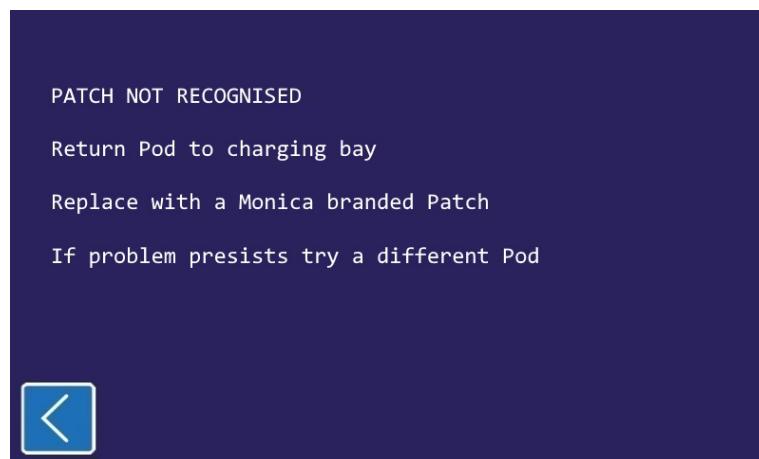 PATCH NOT RECOGNISED
Return Pod to charging bay
Replace with a Monica branded Patch
If problem presists try a different Pod